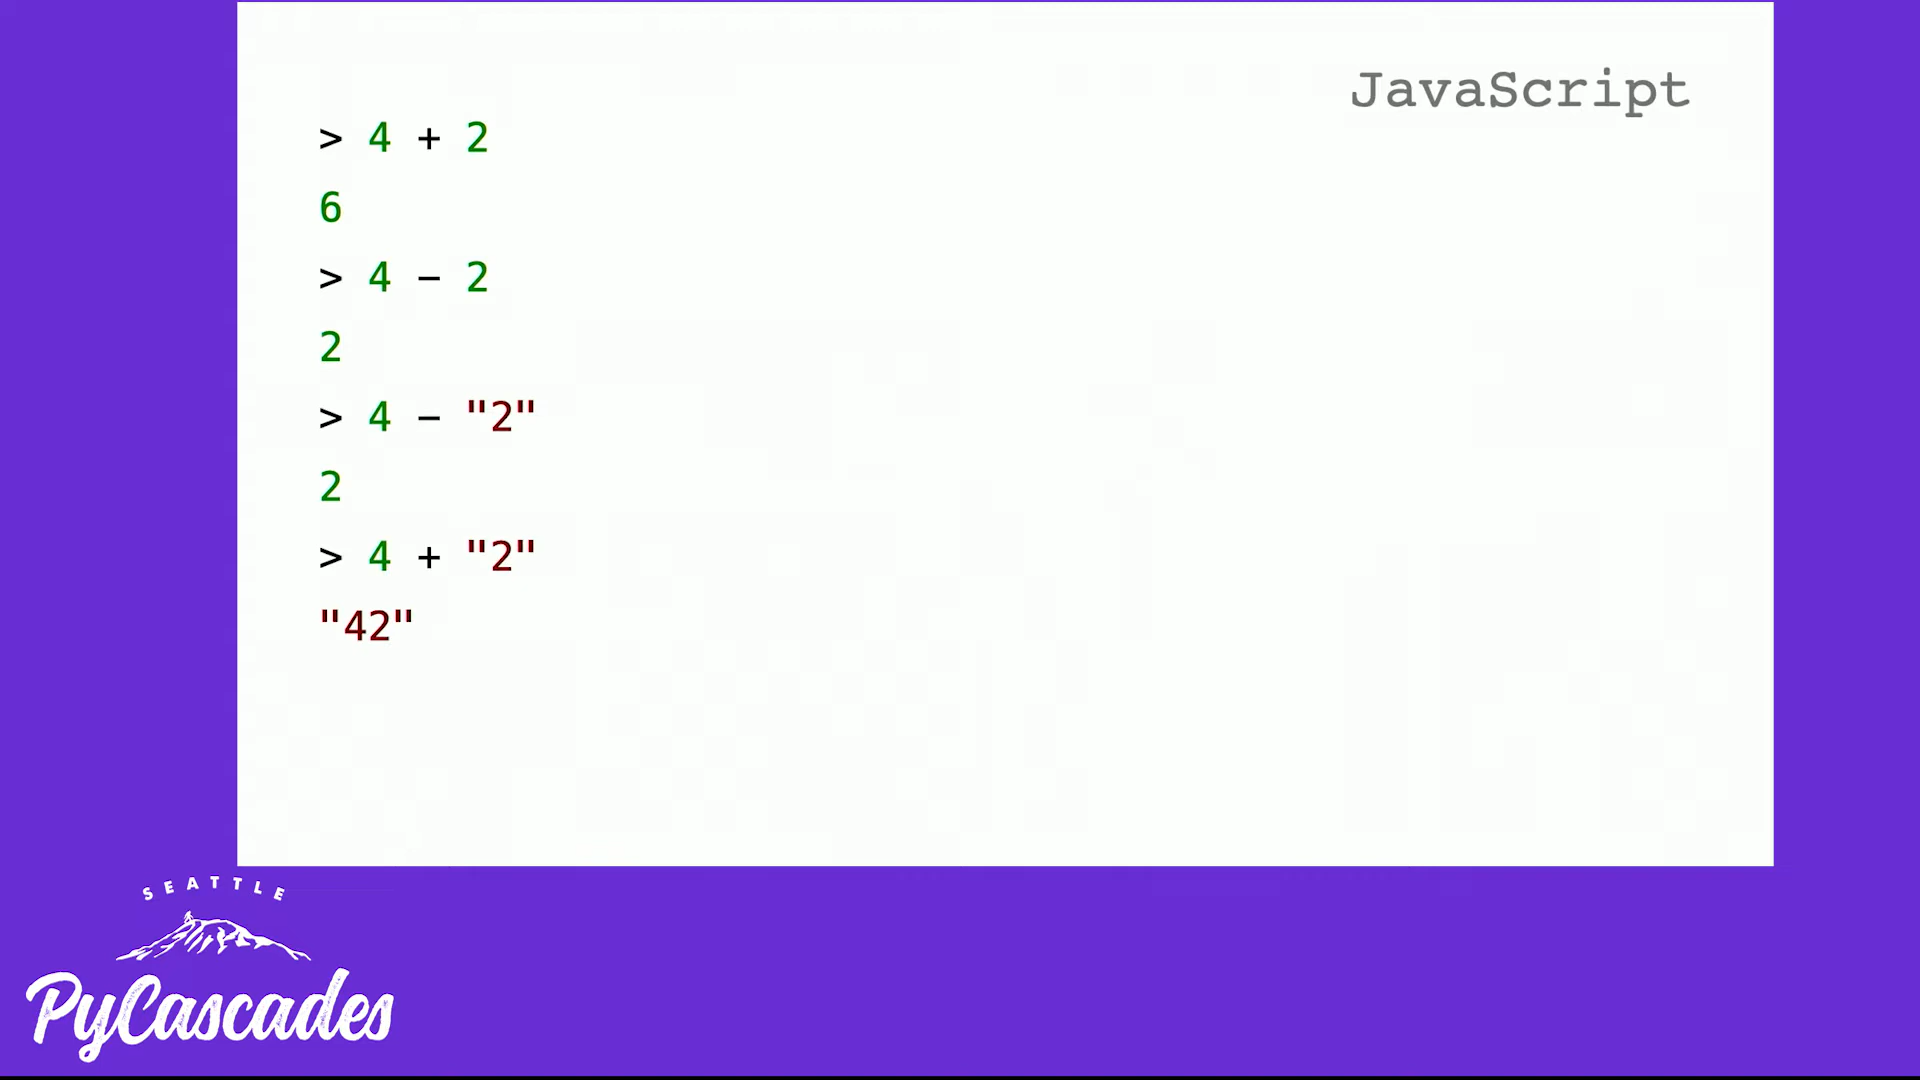 JavaScript
> 4 + 2
6
> 4 - 2
2
> 4 - "2"
2
> 4 + "2"
"42"
SEATTLE
PyCascades